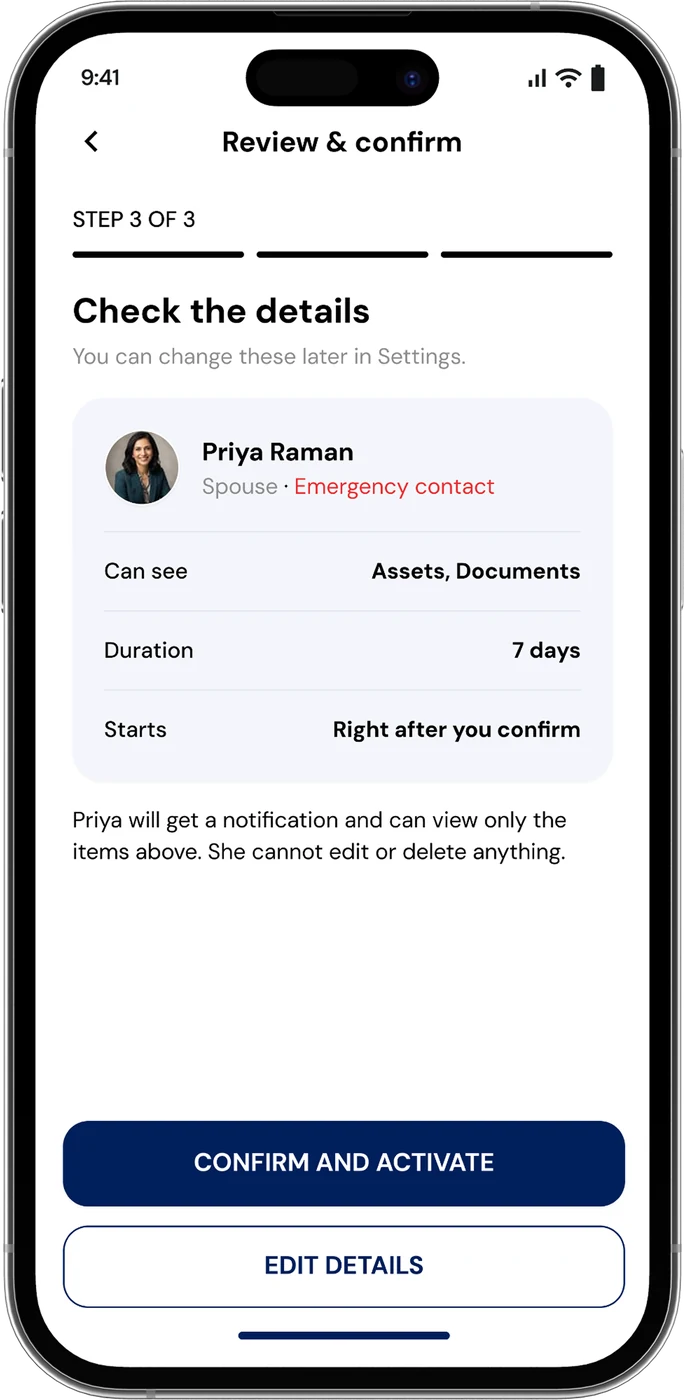 9:41
Review & confirm
STEP 3 OF 3
Check the details
You can change these later in Settings.
Priya Raman
Spouse · Emergency contact
Can see Assets, Documents
Duration 7 days
Starts Right after you confirm
Priya will get a notification and can view only the
items above. She cannot edit or delete anything.
CONFIRM AND ACTIVATE
EDIT DETAILS